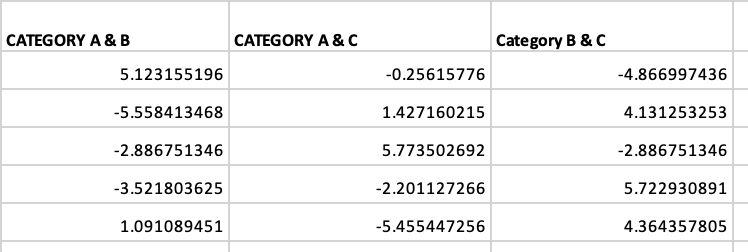 CATEGORY A & B CATEGORY A & C Category B & C
5.123155196 -0.25615776 -4.866997436
-5.558413468 1.427160215 4.131253253
-2.886751346 5.773502692 -2.886751346
-3.521803625 -2.201127266 5.722930891
1.091089451 -5.455447256 4.364357805